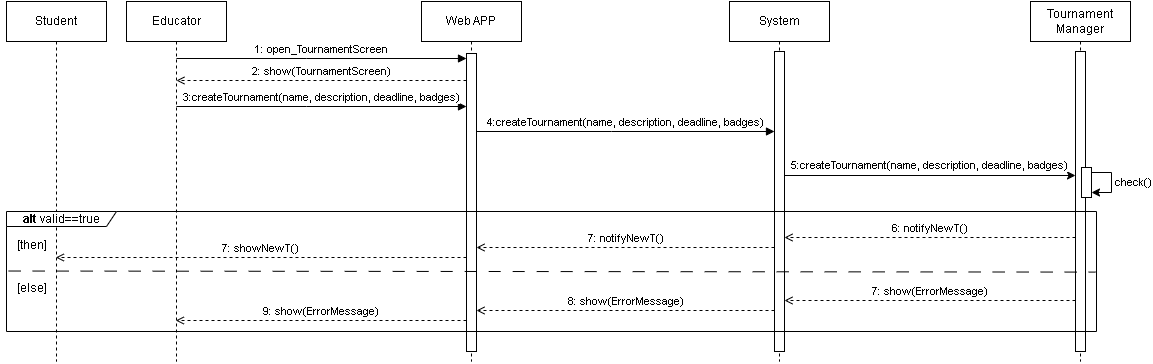 Student
Educator
Web APP
System
Tournament
Manager
1: open_TournamentScreen
2: show(TournamentScreen)
3:createTournament(name, description, deadline, badges)
4:createTournament(name, description, deadline, badges)
5:createTournament(name, description, deadline, badges)
check()
alt valid==true
[then]
6: notifyNewT()
7: notifyNewT()
7: showNewT()
[else]
7: show(ErrorMessage)
8: show(ErrorMessage)
9: show(ErrorMessage)